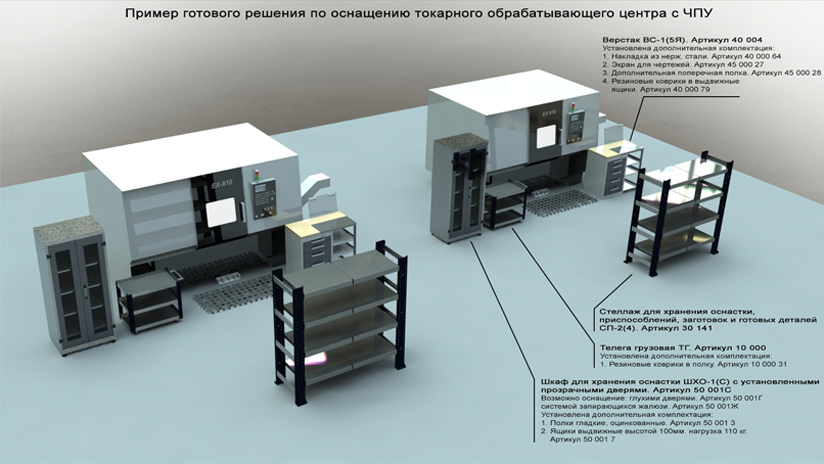 Пример готового решения по оснащению токарного обрабатывающего центра с ЧПУ
Верстак ВС-1(5Я). Артикул 40 004
Установлена дополнительная комплектация:
1. Накладка из нерж. стали. Артикул 40 000 64
2. Экран для чертежей. Артикул 45 000 27
3. Дополнительная поперечная полка. Артикул 45 000 28
4. Резиновые коврики в выдвижные
ящики. Артикул 40 000 79
EX-910
EX-910
Стеллаж для хранения оснастки,
приспособлений, заготовок и готовых деталей
СП-2(4). Артикул 30 141
Телега грузовая ТГ. Артикул 10 000
Установлена дополнительная комплектация:
1. Резиновые коврики в полку. Артикул 10 000 31
Шкаф для хранения оснастки ШХО-1(С) с установленными
прозрачными дверями. Артикул 50 001С
Возможно оснащение: глухими дверями. Артикул 50 001Г
системой запирающихся жалюзи. Артикул 50 001Ж
Установлена дополнительная комплектация:
1. Полки гладкие, оцинкованные. Артикул 50 001 3
2. Ящики выдвижные высотой 100мм. нагрузка 110 кг.
Артикул 50 001 7